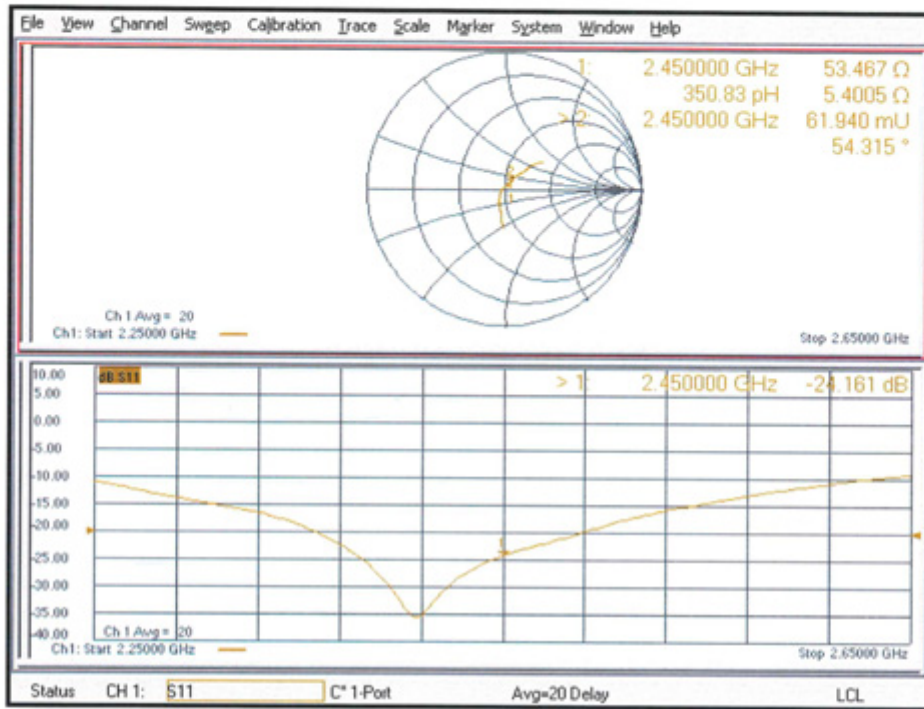 File View Channel Sweep Calibration Trace Scale Marker System Window Help
1: 2.450000 GHz 53.467 Ω
350.83 pH 5.4005 Ω
> 2: 2.450000 GHz 61.940 mU
54.315 °
Ch 1 Avg = 20
Ch1: Start 2.25000 GHz Stop 2.65000 GHz
10.00 dB S11 > 1: 2.450000 GHz -24.161 dB
5.00
0.00
-5.00
-10.00
-15.00
-20.00
-25.00
-30.00
-35.00
-40.00 Ch 1 Avg = 20
Ch1: Start 2.25000 GHz Stop 2.65000 GHz
Status CH 1: S11 C* 1-Port Avg=20 Delay LCL